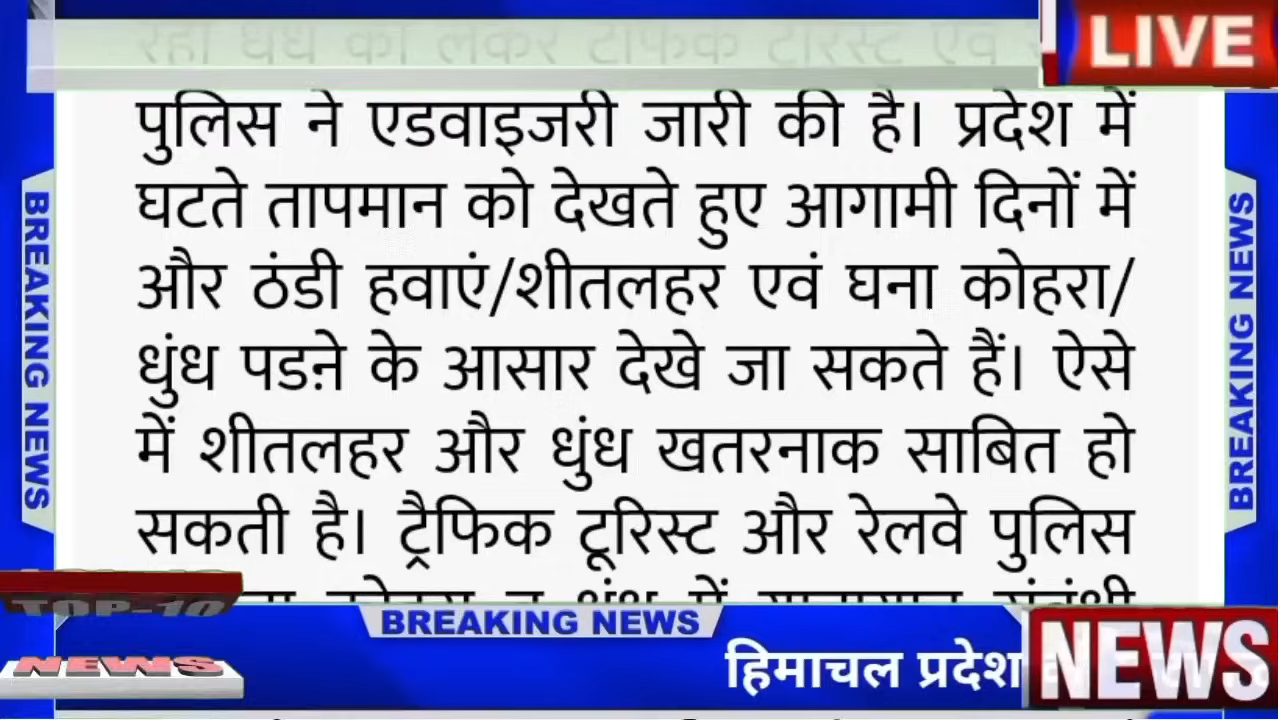 LIVE
पुलिस ने एडवाइजरी जारी की है। प्रदेश में
घटते तापमान को देखते हुए आगामी दिनों में
और ठंडी हवाएं/शीतलहर एवं घना कोहरा/
धुंध पडऩे के आसार देखे जा सकते हैं। ऐसे
में शीतलहर और धुंध खतरनाक साबित हो
सकती है। ट्रैफिक टूरिस्ट और रेलवे पुलिस
BREAKING NEWS
BREAKING NEWS
TOP-10
NEWS
BREAKING NEWS
हिमाचल प्रदेश
NEWS